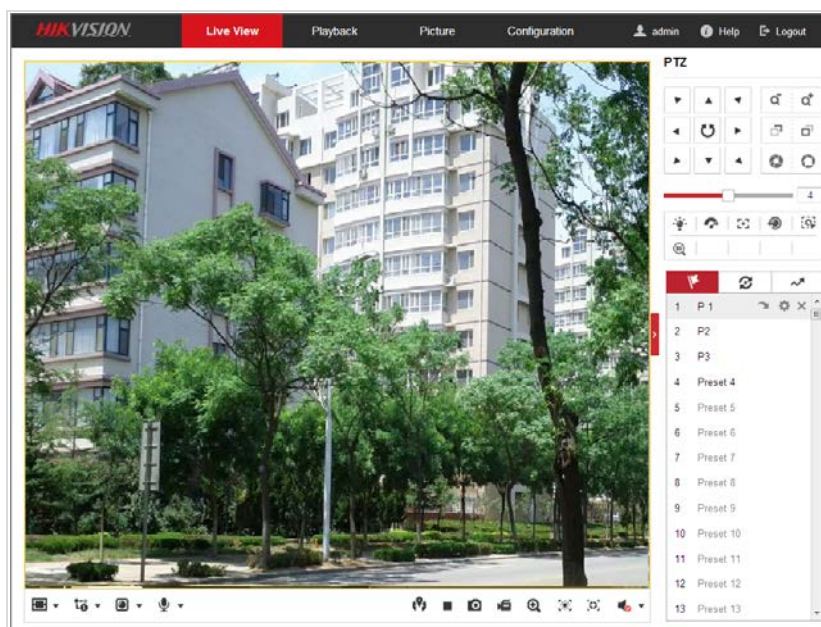 HIKVISION
Live View
Playback
Picture
Configuration
admin
Help
Logout
PTZ
4
1 P 1
2 P2
3 P3
4 Preset 4
5 Preset 5
6 Preset 6
7 Preset 7
8 Preset 8
9 Preset 9
10 Preset 10
11 Preset 11
12 Preset 12
13 Preset 13